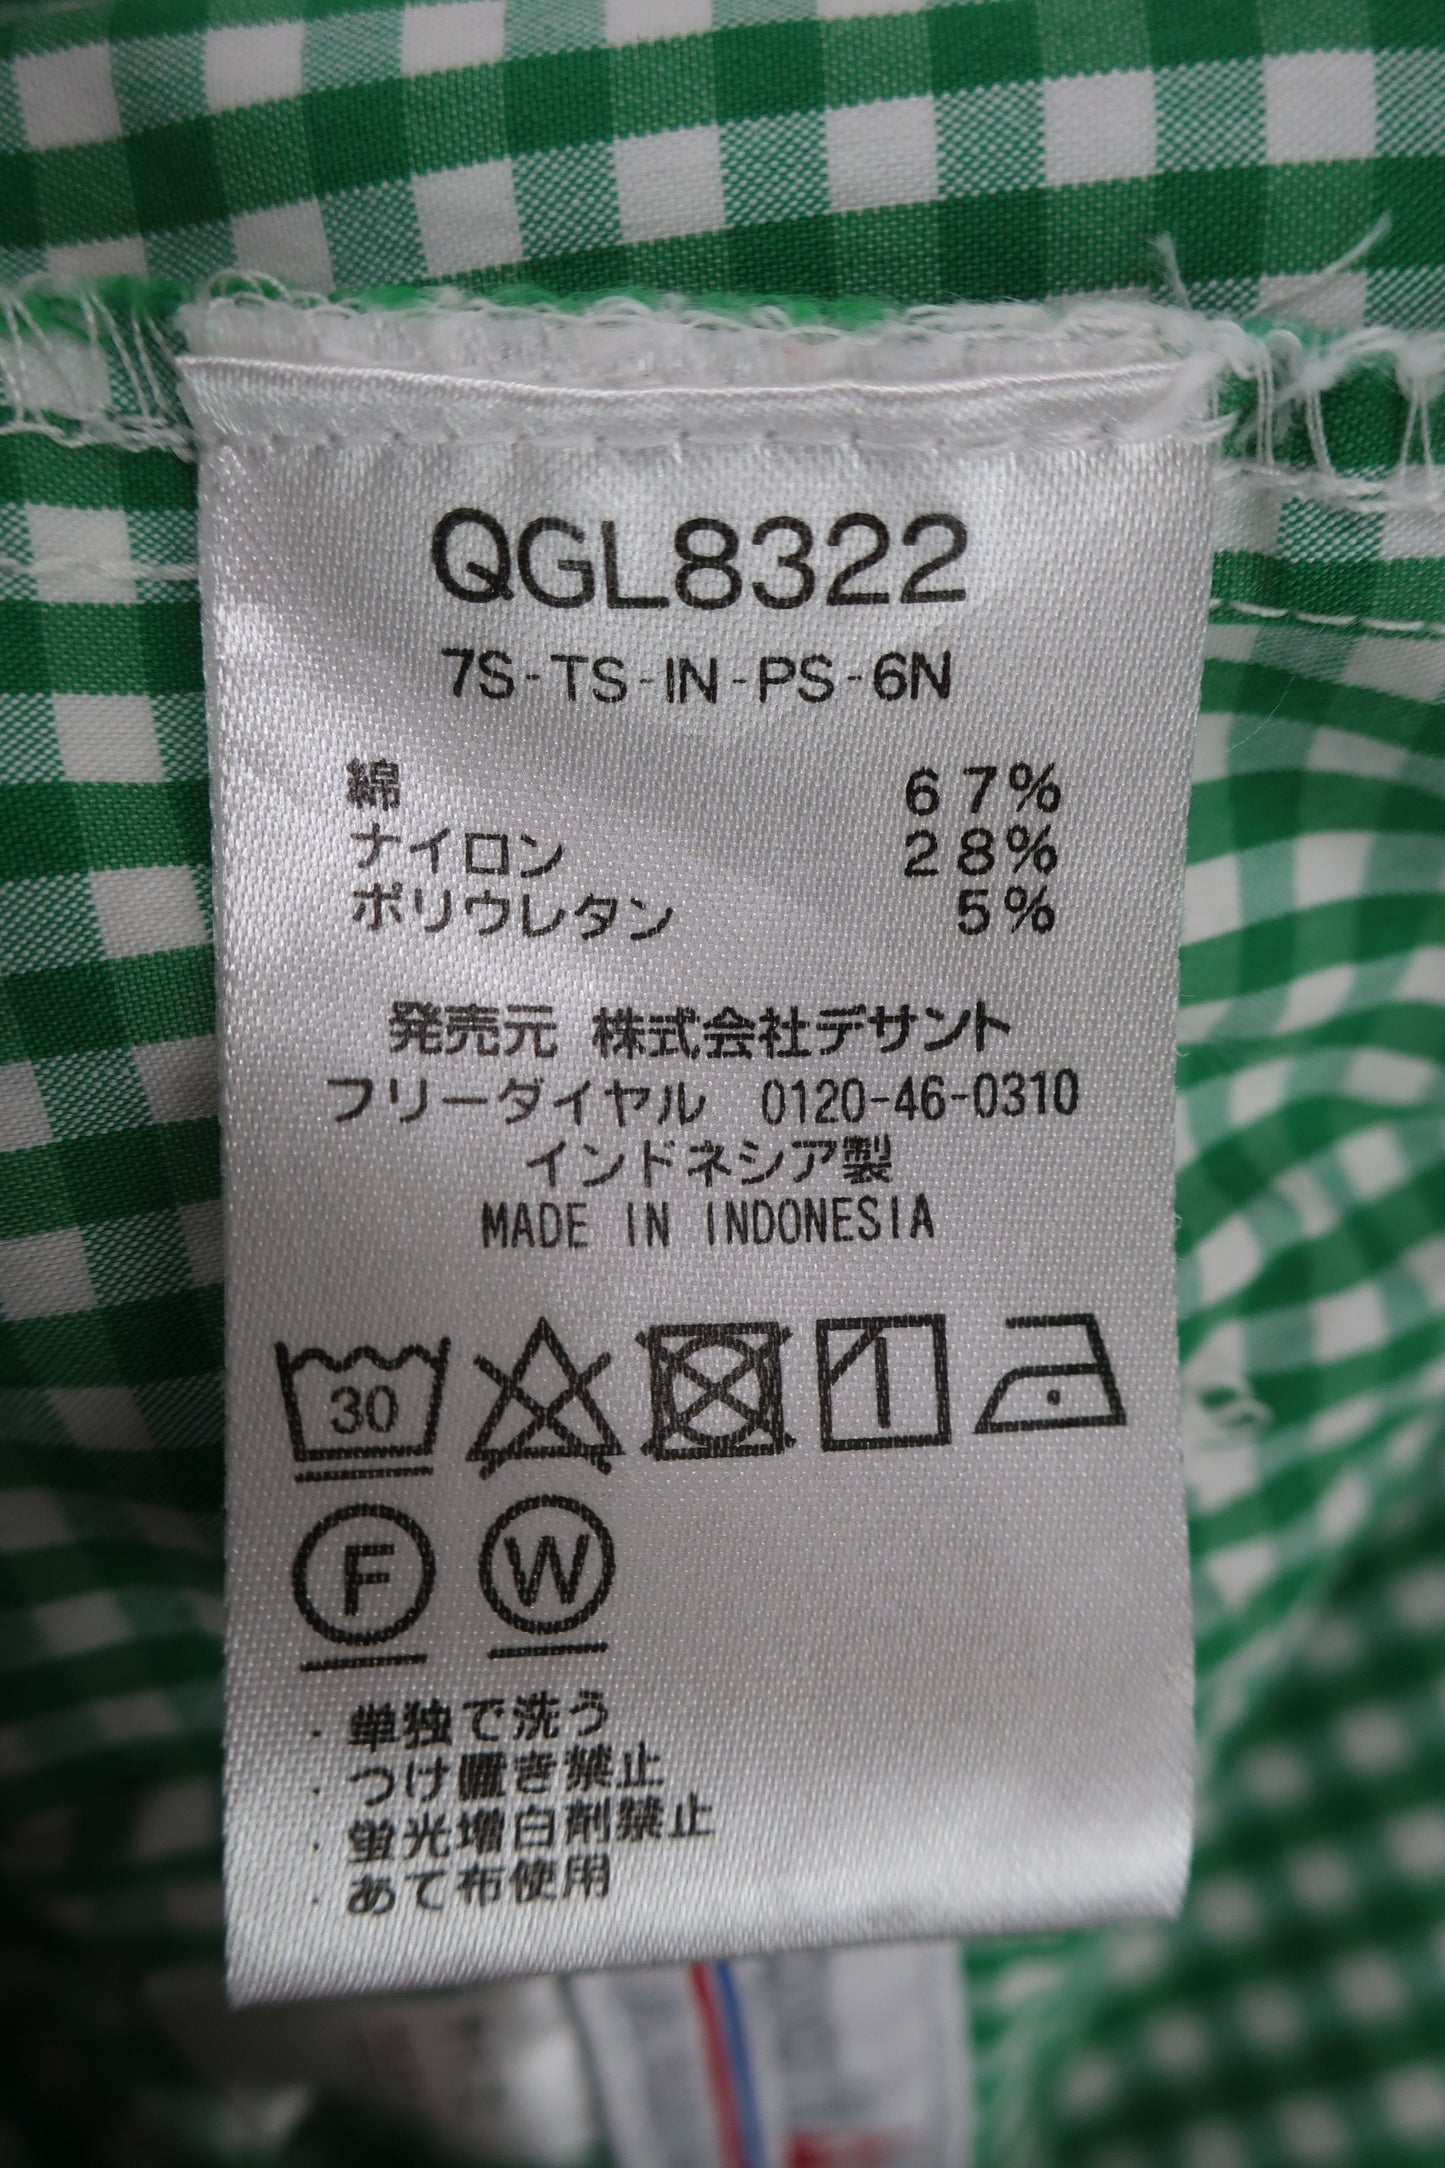 QGL8322
7S-TS-IN-PS-6N
綿 67%
ナイロン 28%
ポリウレタン 5%
発売元 株式会社デサント
フリーダイヤル 0120-46-0310
インドネシア製
MADE IN INDONESIA
30
F W
・単独で洗う
・つけ置き禁止
・蛍光増白剤禁止
・あて布使用